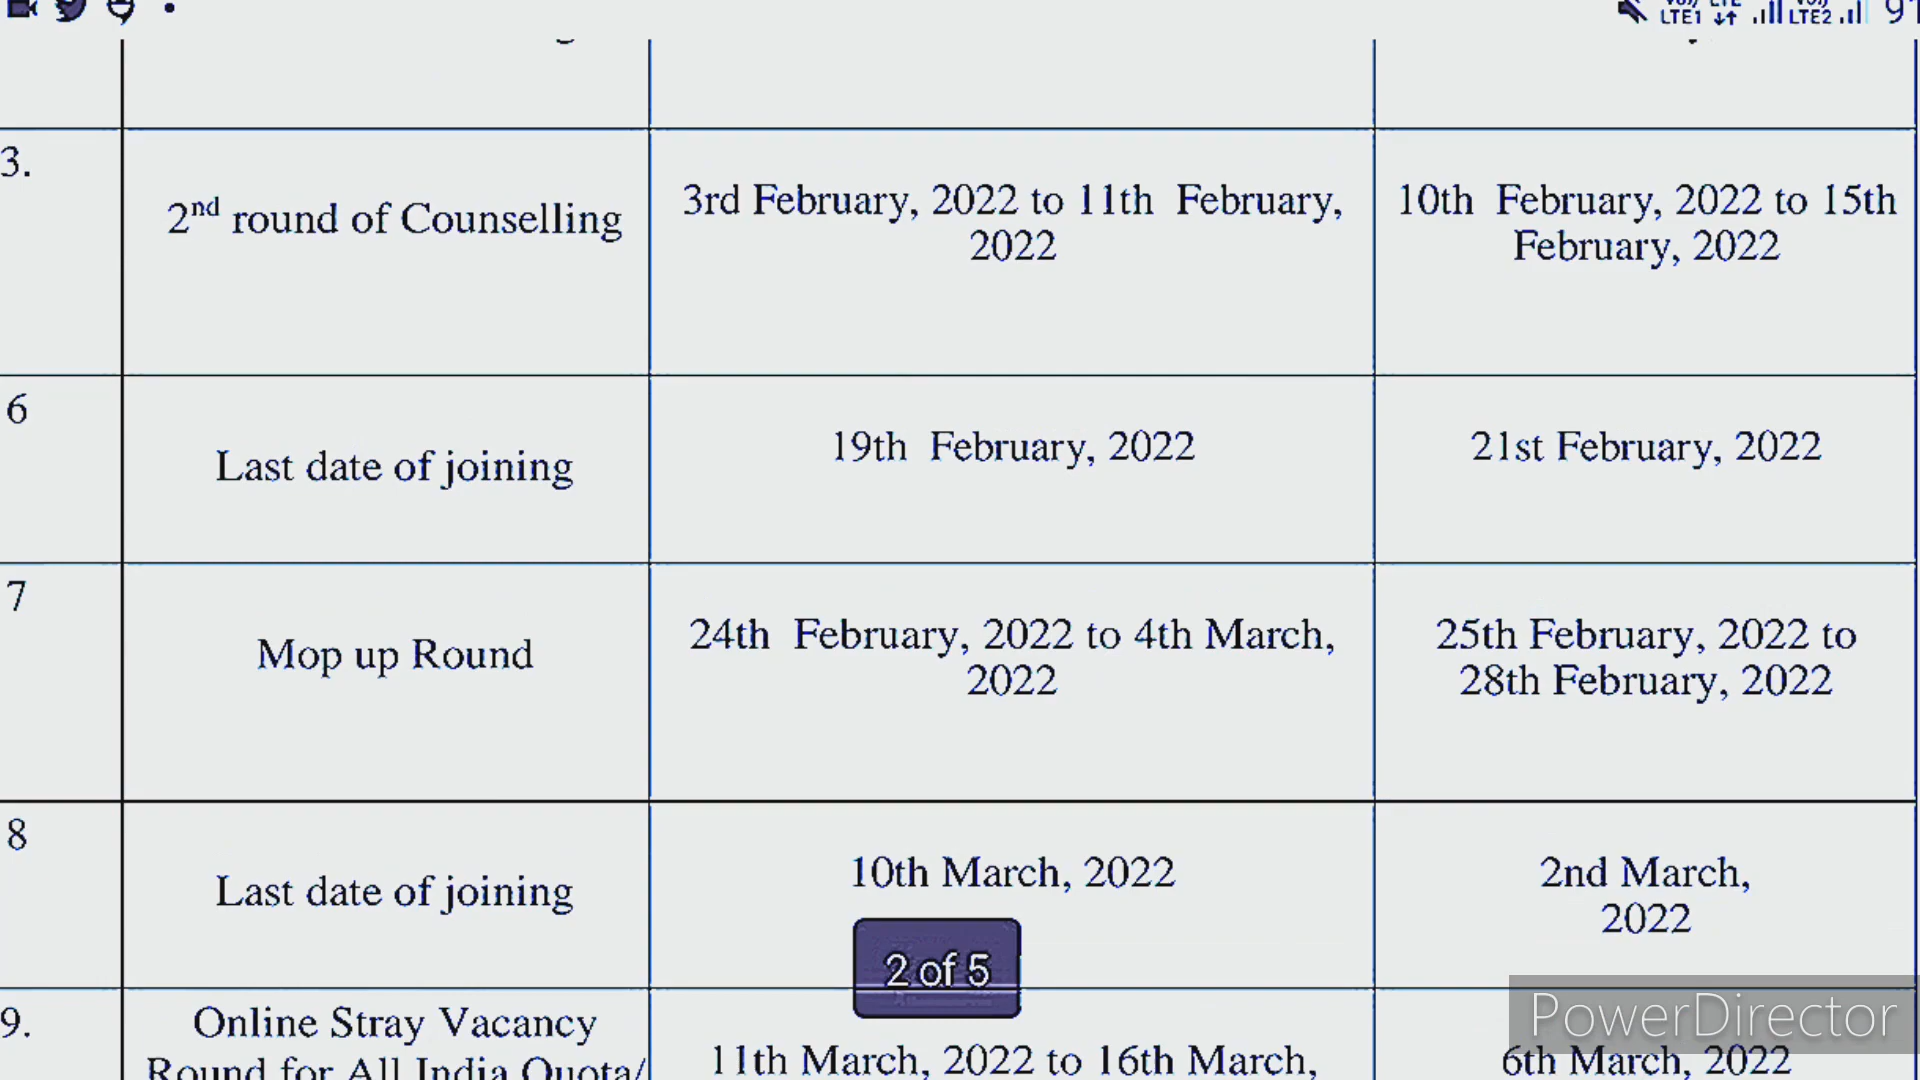 LTE1 LTE2 91
3.
2nd round of Counselling
3rd February, 2022 to 11th February,
2022
10th February, 2022 to 15th
February, 2022
6
Last date of joining
19th February, 2022
21st February, 2022
7
Mop up Round
24th February, 2022 to 4th March,
2022
25th February, 2022 to
28th February, 2022
8
Last date of joining
10th March, 2022
2nd March,
2022
2 of 5
9.
Online Stray Vacancy
Round for All India Quota/
11th March, 2022 to 16th March,
6th March, 2022
PowerDirector